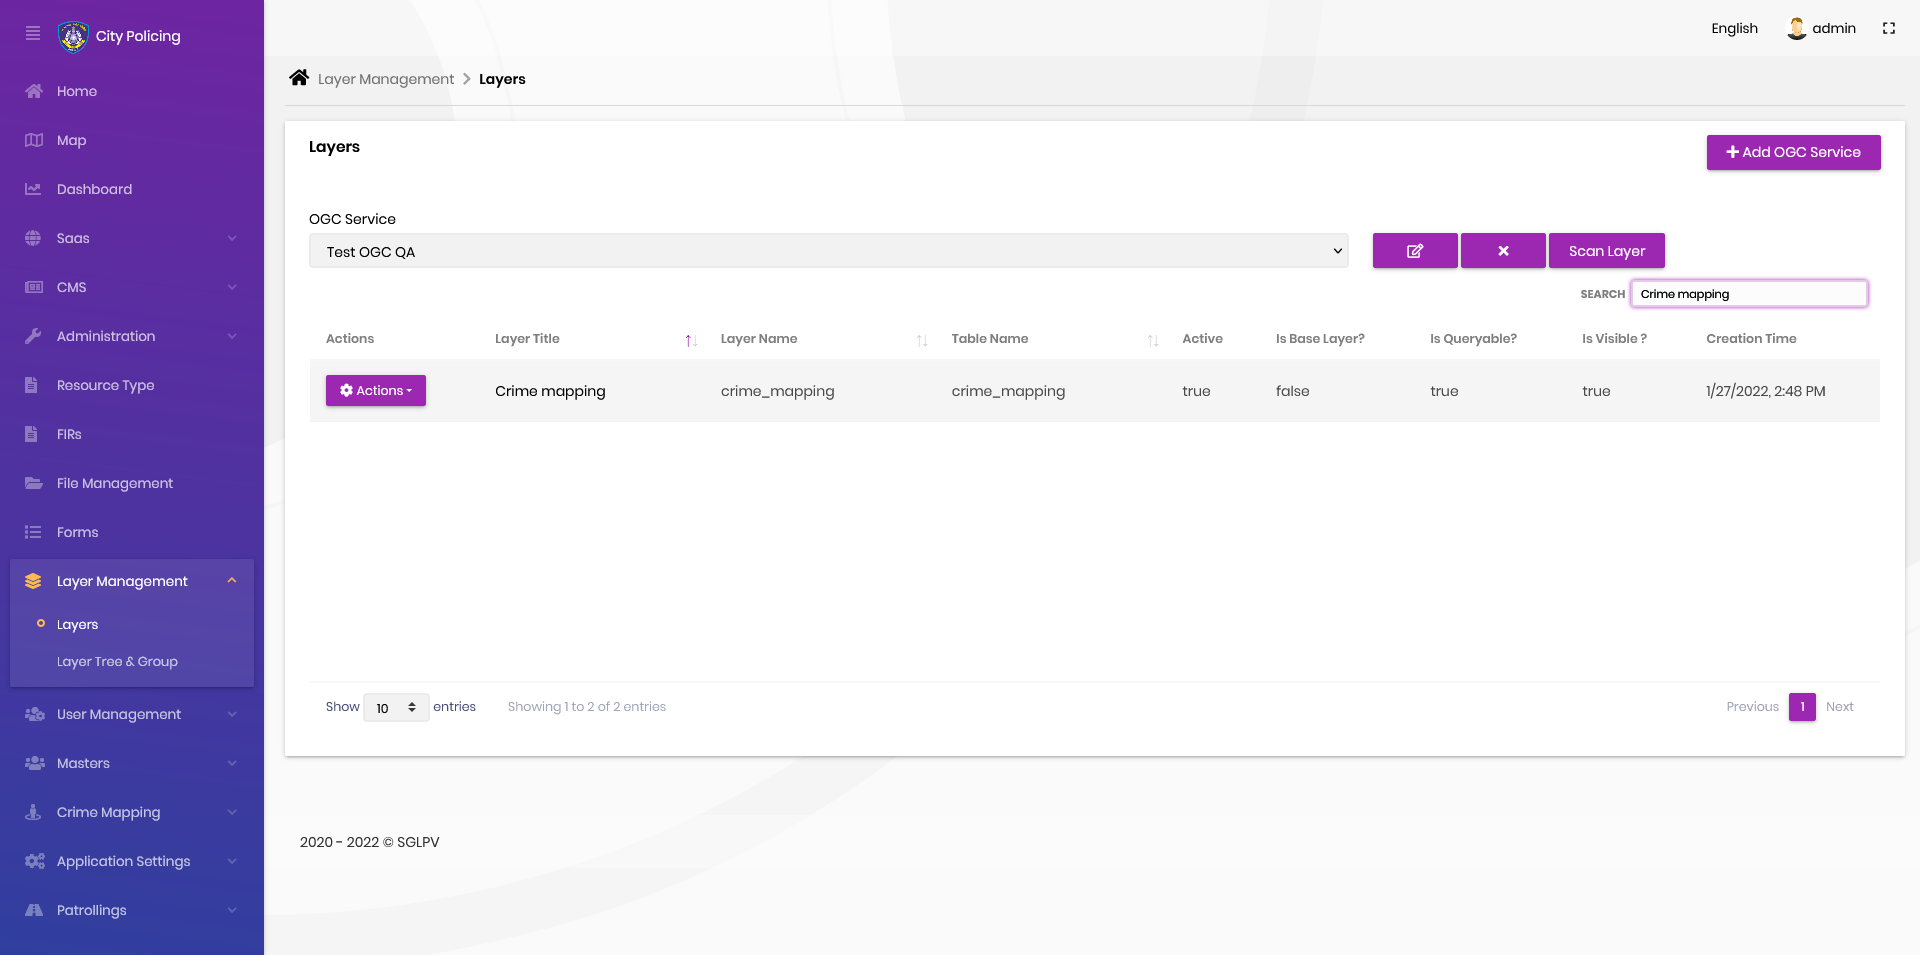 City Policing
Home
Map
Dashboard
Saas
CMS
Administration
Resource Type
FIRs
File Management
Forms
Layer Management
Layers
Layer Tree & Group
User Management
Masters
Crime Mapping
Application Settings
Patrollings
English admin
Layer Management Layers
Layers
Add OGC Service
OGC Service
Test OGC QA
Scan Layer
SEARCH Crime mapping
Actions Layer Title Layer Name Table Name Active Is Base Layer? Is Queryable? Is Visible ? Creation Time
Actions Crime mapping crime_mapping crime_mapping true false true true 1/27/2022, 2:48 PM
Show 10 entries Showing 1 to 2 of 2 entries Previous 1 Next
2020 - 2022 © SGLPV